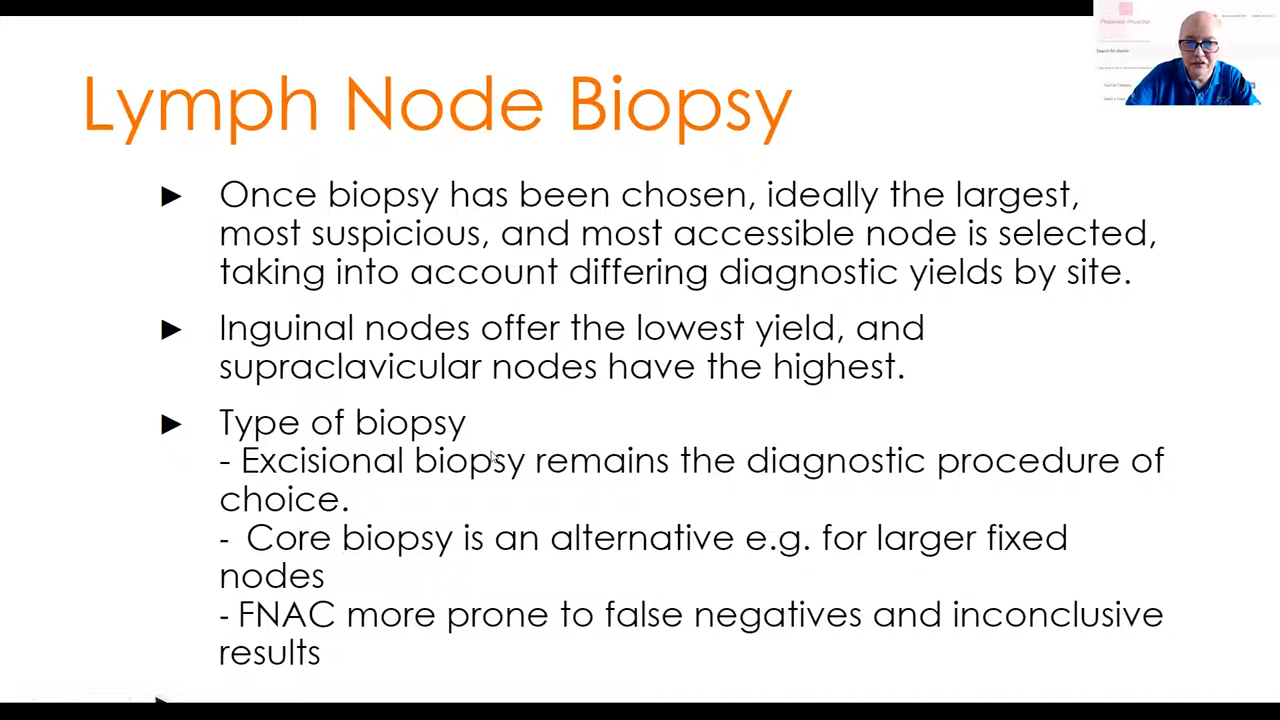 Lymph Node Biopsy
► Once biopsy has been chosen, ideally the largest,
most suspicious, and most accessible node is selected,
taking into account differing diagnostic yields by site.
► Inguinal nodes offer the lowest yield, and
supraclavicular nodes have the highest.
► Type of biopsy
- Excisional biopsy remains the diagnostic procedure of
choice.
- Core biopsy is an alternative e.g. for larger fixed
nodes
- FNAC more prone to false negatives and inconclusive
results